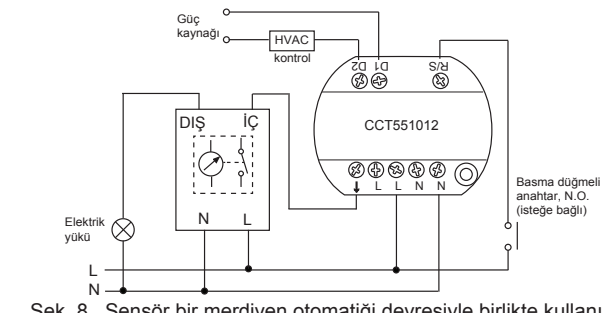 Güç
kaynağı
HVAC
kontrol
D2 D1
R/S
CCT551012
DIŞ İÇ
L L N N
N L
Basma düğmeli
anahtar, N.O.
(isteğe bağlı)
Elektrik
yükü
L
N
Şek. 8 Sensör bir merdiven otomatiği devresiyle birlikte